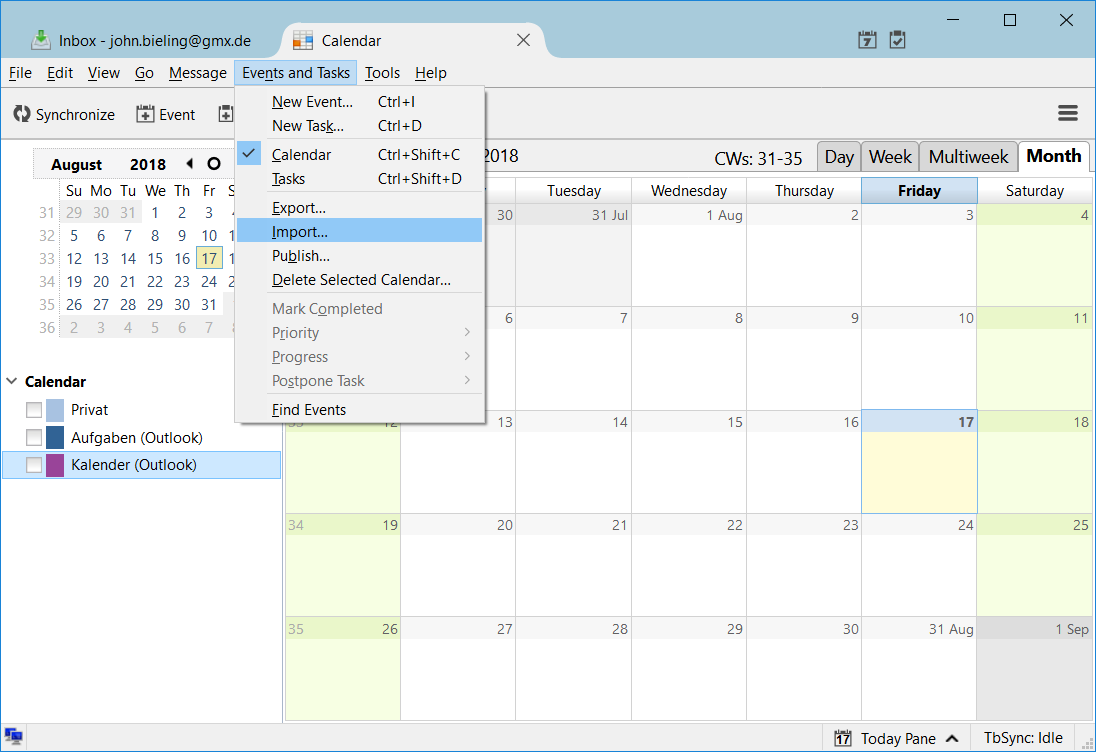 Inbox - john.bieling@gmx.de
Calendar
7
File Edit View Go Message Events and Tasks Tools Help
Synchronize Event
New Event... Ctrl+I
New Task... Ctrl+D
Calendar Ctrl+Shift+C
Tasks Ctrl+Shift+D
Export...
Import...
Publish...
Delete Selected Calendar...
Mark Completed
Priority
Progress
Postpone Task
Find Events
August 2018
Su Mo Tu We Th Fr
31 29 30 31 1 2 3
32 5 6 7 8 9 10
33 12 13 14 15 16 17
34 19 20 21 22 23 24
35 26 27 28 29 30 31
36 2 3 4 5 6 7
Calendar
Privat
Aufgaben (Outlook)
Kalender (Outlook)
2018 CWs: 31-35 Day Week Multiweek Month
Tuesday Wednesday Thursday Friday Saturday
30 31 Jul 1 Aug 2 3 4
6 7 8 9 10 11
33 12 13 14 15 16 17 18
34 19 20 21 22 23 24 25
35 26 27 28 29 30 31 Aug 1 Sep
17 Today Pane TbSync: Idle